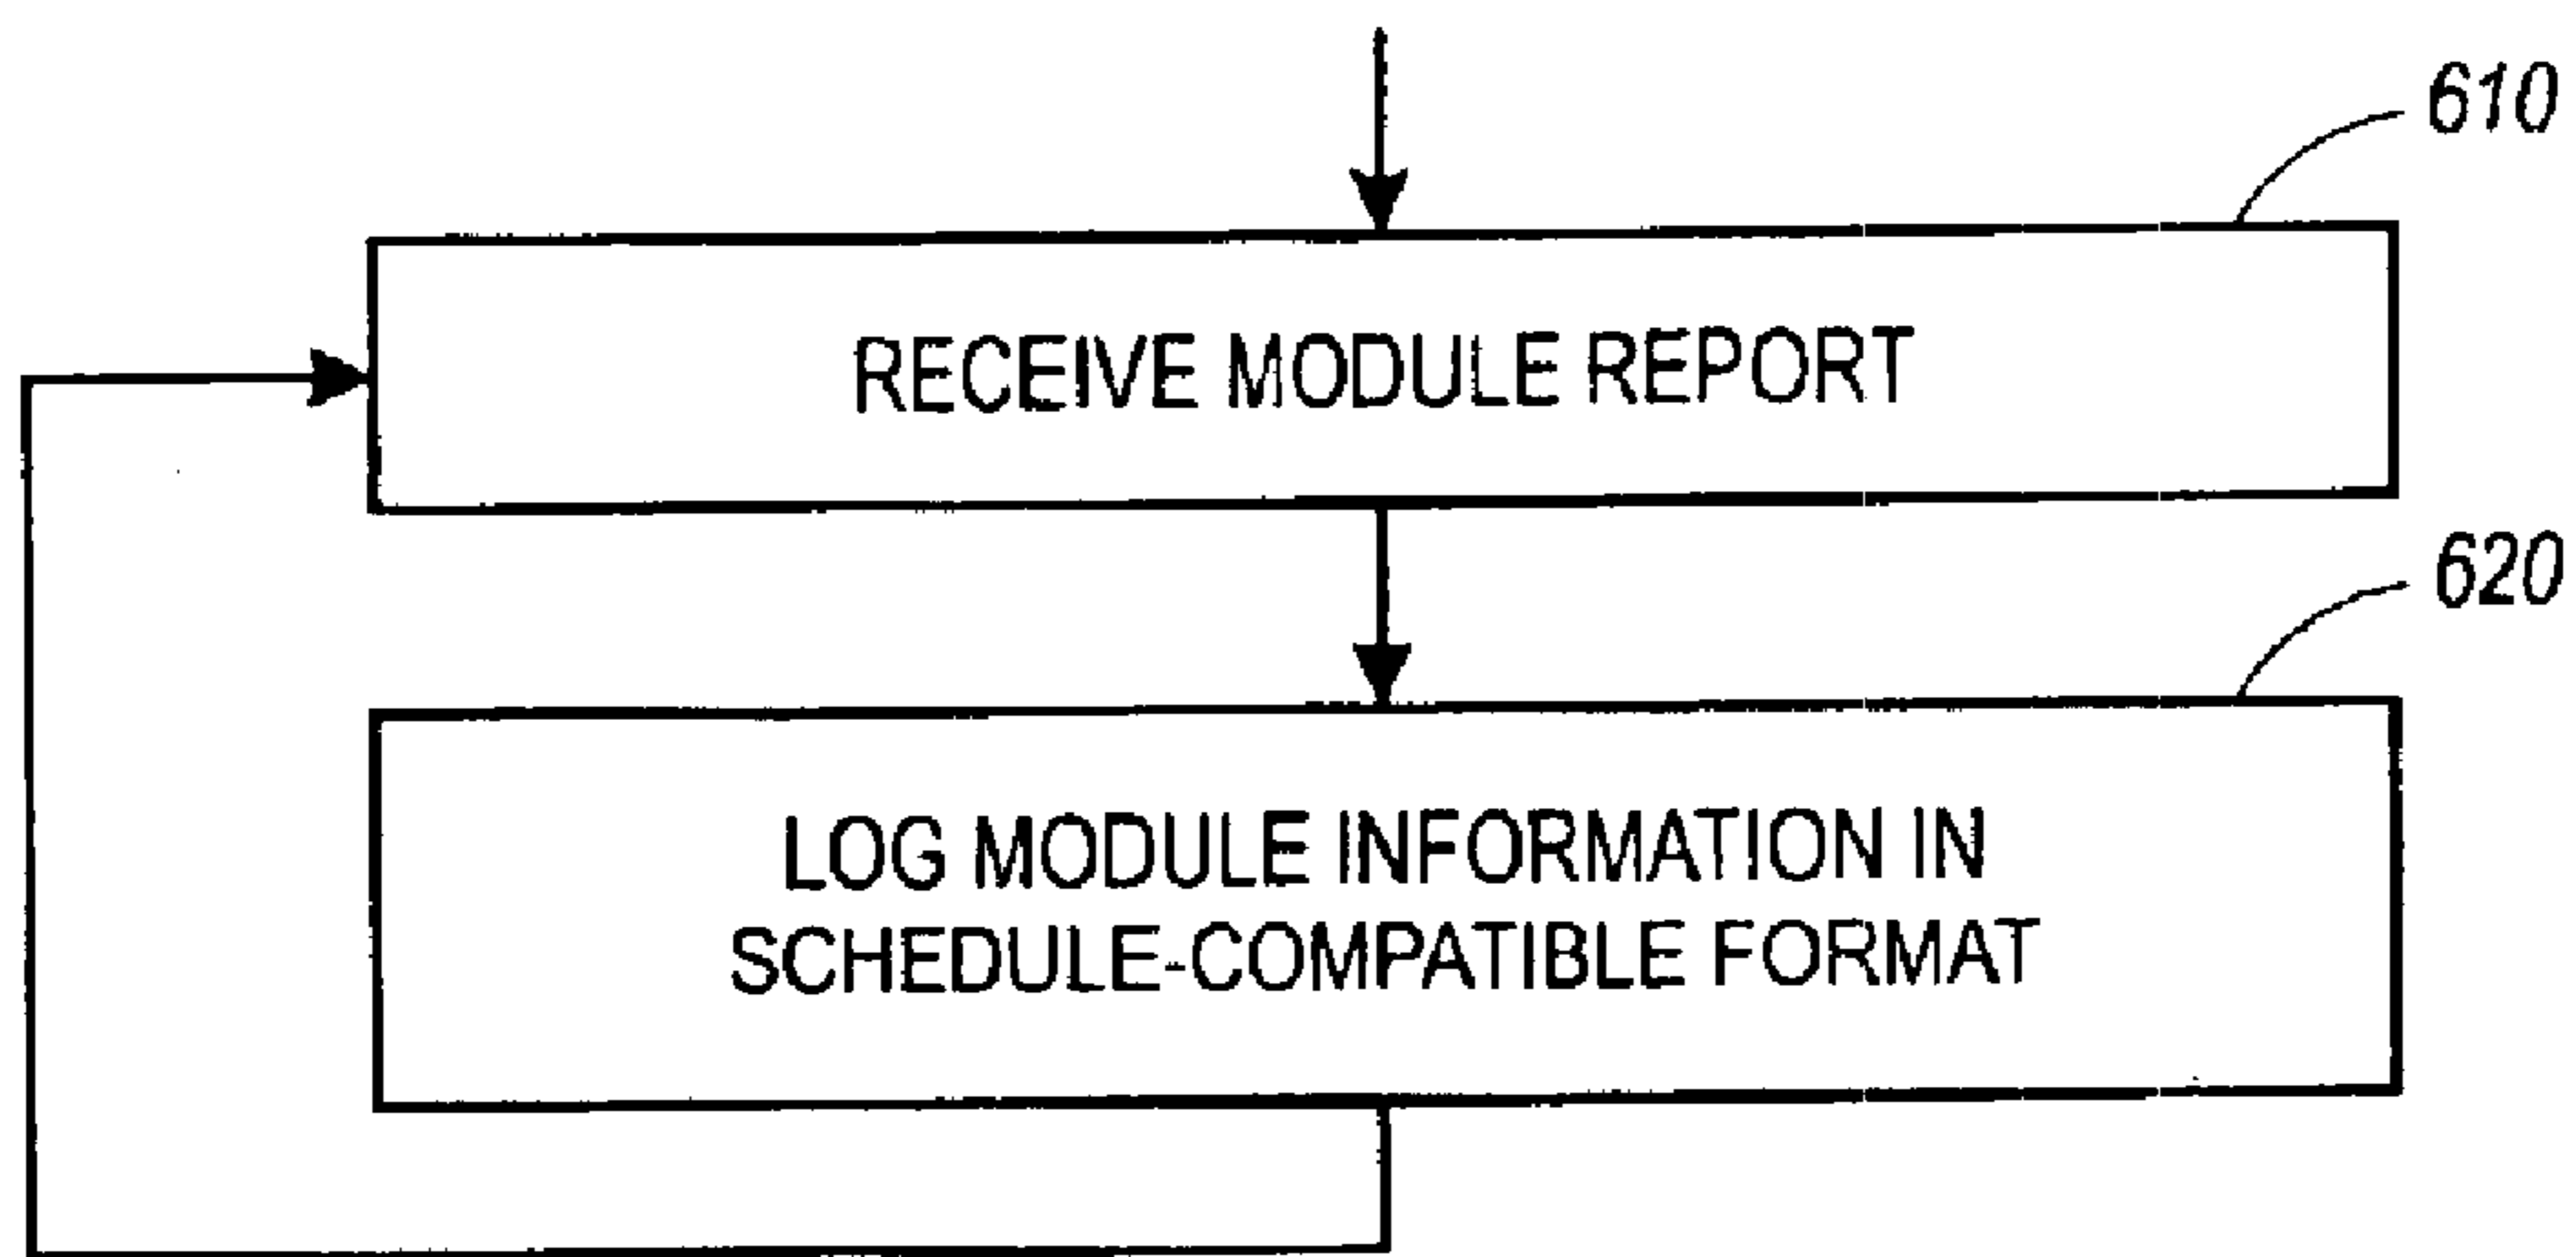 610
RECEIVE MODULE REPORT
620
LOG MODULE INFORMATION IN
SCHEDULE-COMPATIBLE FORMAT